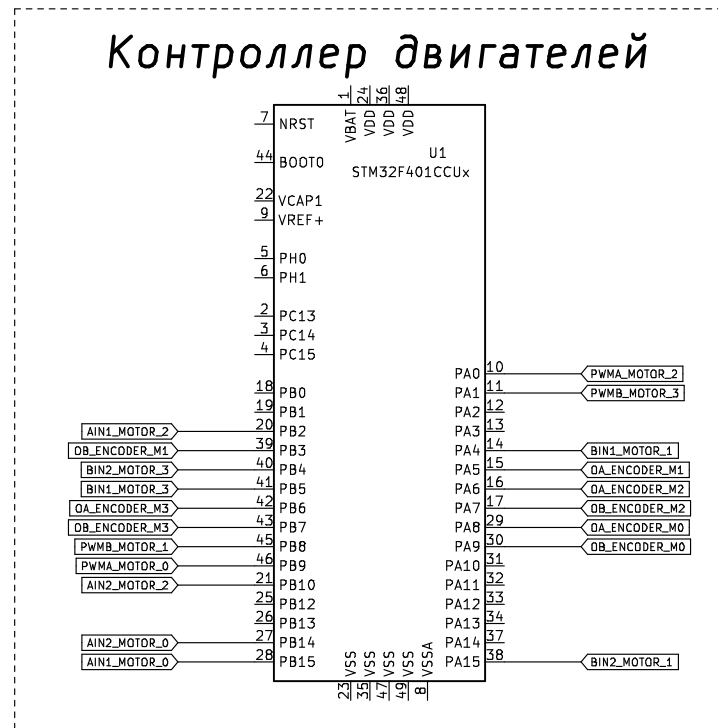 Контроллер двигателей
1 24 36 48
VBAT VDD VDD VDD
7 NRST
U1
STM32F401CCUx
44 BOOT0
22 VCAP1
9 VREF+
5 PH0
6 PH1
2 PC13
3 PC14
4 PC15
PA0 10 PWMA_MOTOR_2
18 PB0 PA1 11 PWMB_MOTOR_3
19 PB1 PA2 12
AIN1_MOTOR_2 20 PB2 PA3 13
OB_ENCODER_M1 39 PB3 PA4 14 BIN1_MOTOR_1
BIN2_MOTOR_3 40 PB4 PA5 15 OA_ENCODER_M1
BIN1_MOTOR_3 41 PB5 PA6 16 OA_ENCODER_M2
OA_ENCODER_M3 42 PB6 PA7 17 OB_ENCODER_M2
OB_ENCODER_M3 43 PB7 PA8 29 OA_ENCODER_M0
PWMB_MOTOR_1 45 PB8 PA9 30 OB_ENCODER_M0
PWMA_MOTOR_0 46 PB9 PA10 31
AIN2_MOTOR_2 21 PB10 PA11 32
25 PB12 PA12 33
26 PB13 PA13 34
AIN2_MOTOR_0 27 PB14 PA14 37
AIN1_MOTOR_0 28 PB15 PA15 38 BIN2_MOTOR_1
VSS VSS VSS VSS VSSA
23 35 47 49 8